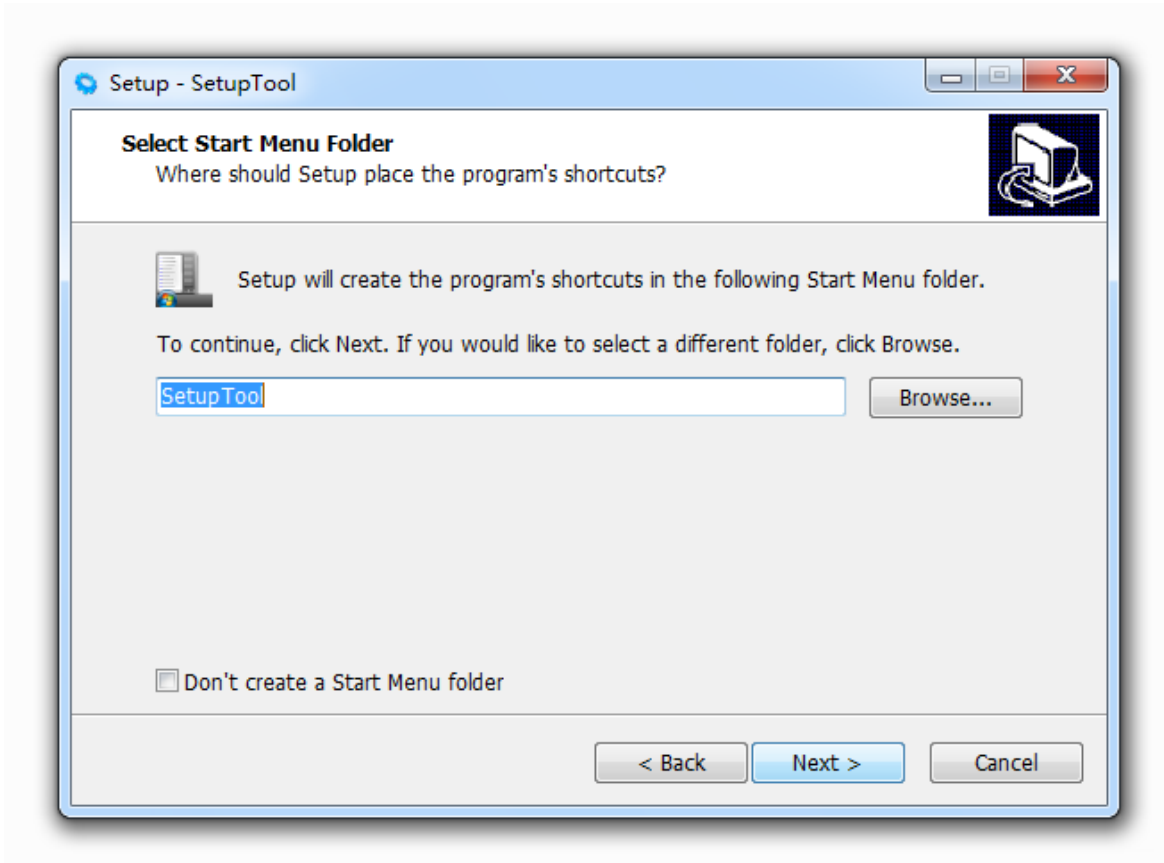 Setup - SetupTool
Select Start Menu Folder
Where should Setup place the program's shortcuts?
Setup will create the program's shortcuts in the following Start Menu folder.
To continue, click Next. If you would like to select a different folder, click Browse.
SetupTool
Browse...
Don't create a Start Menu folder
< Back
Next >
Cancel